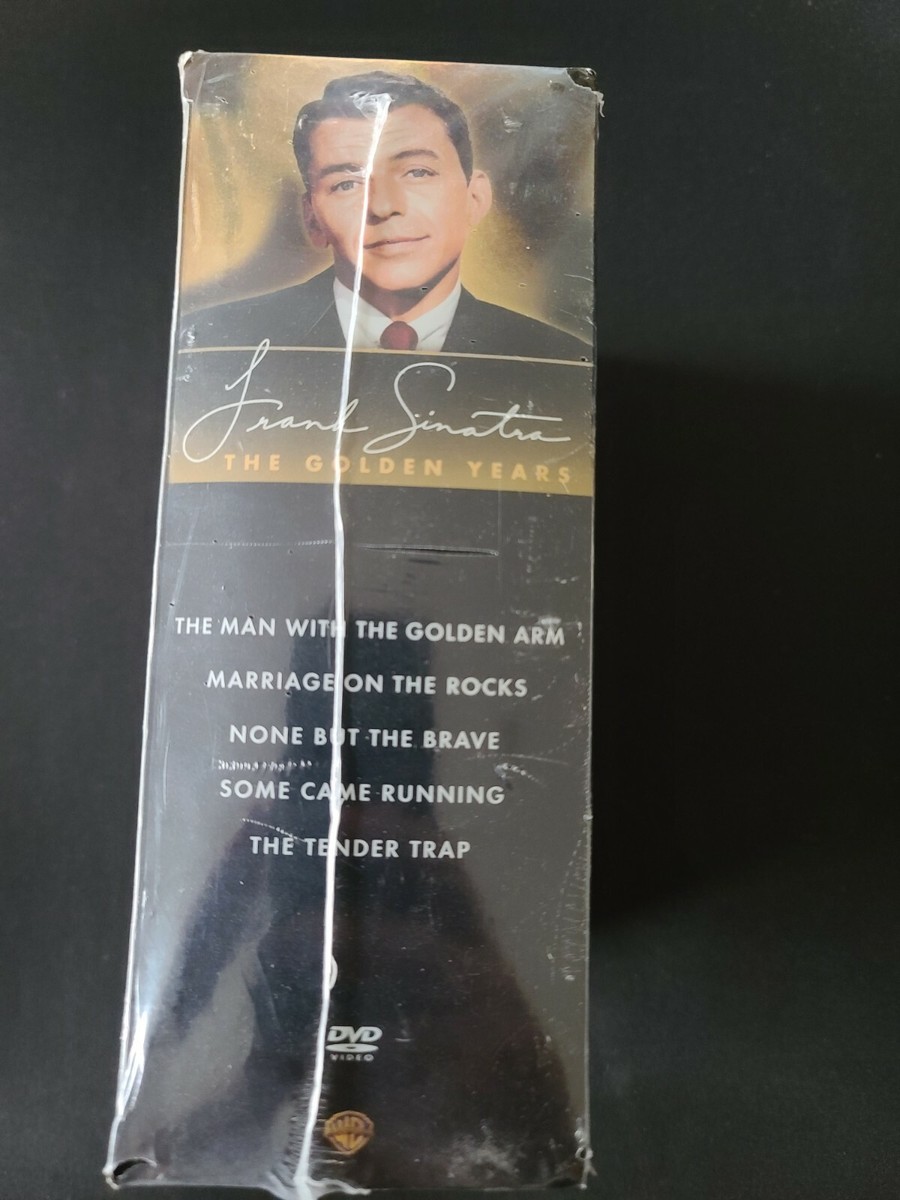 Frank Sinatra
THE GOLDEN YEARS
THE MAN WITH THE GOLDEN ARM
MARRIAGE ON THE ROCKS
NONE BUT THE BRAVE
SOME CAME RUNNING
THE TENDER TRAP
DVD
VIDEO